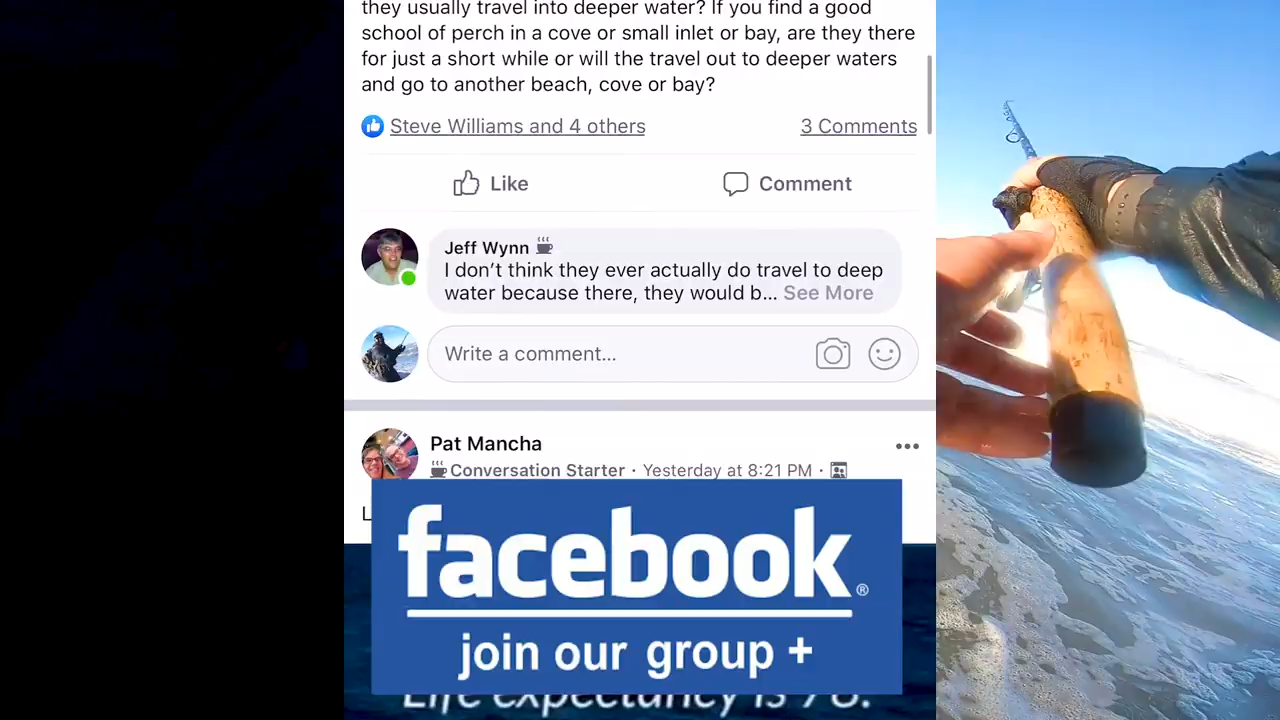 they usually travel into deeper water? If you find a good
school of perch in a cove or small inlet or bay, are they there
for just a short while or will the travel out to deeper waters
and go to another beach, cove or bay?
Steve Williams and 4 others
3 Comments
Like
Comment
Jeff Wynn
I don't think they ever actually do travel to deep
water because there, they would b... See More
Write a comment...
Pat Mancha
Conversation Starter · Yesterday at 8:21 PM ·
L
facebook®
join our group +
Life expectancy is 78.